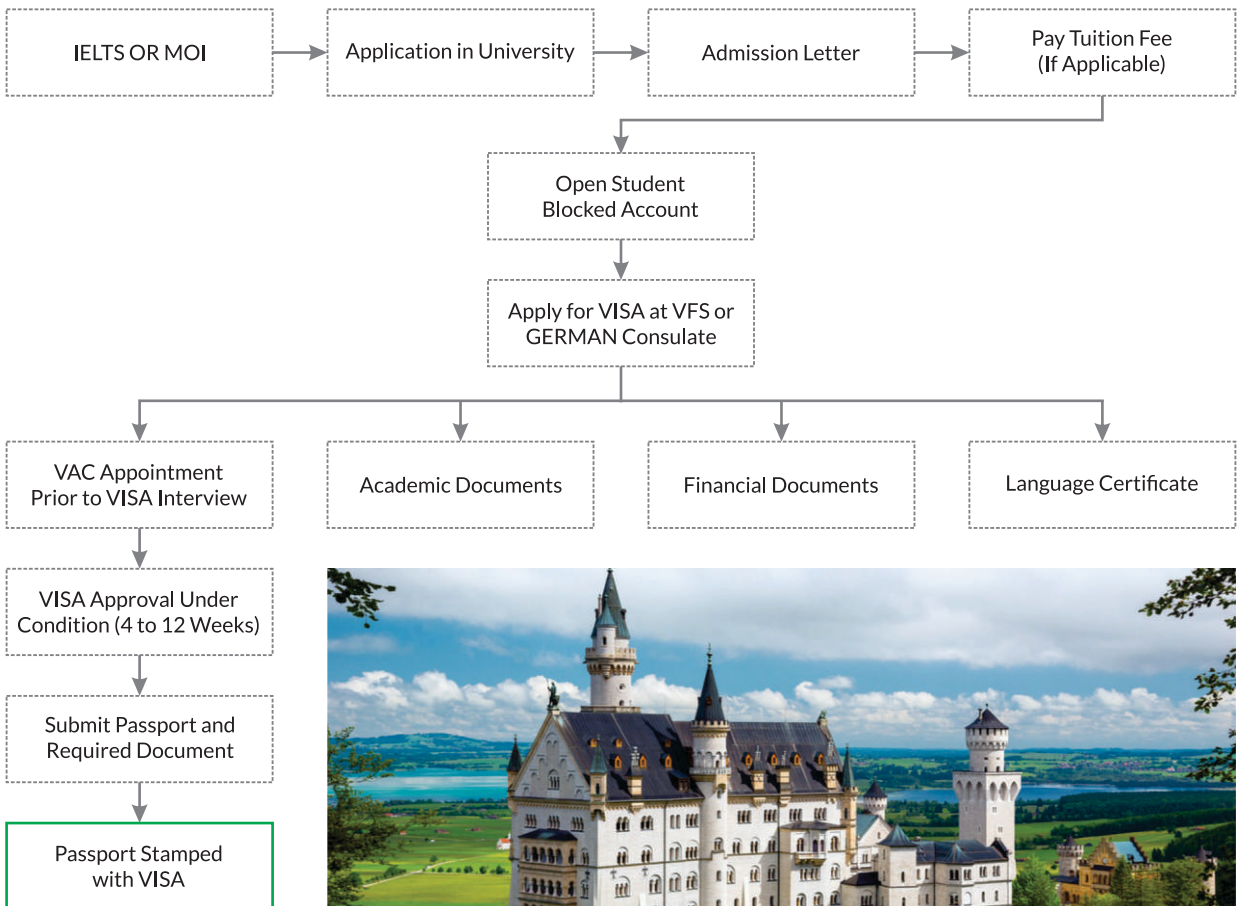 IELTS OR MOI
Application in University
Admission Letter
Pay Tuition Fee
(If Applicable)
Open Student
Blocked Account
Apply for VISA at VFS or
GERMAN Consulate
VAC Appointment
Prior to VISA Interview
Academic Documents
Financial Documents
Language Certificate
VISA Approval Under
Condition (4 to 12 Weeks)
Submit Passport and
Required Document
Passport Stamped
with VISA